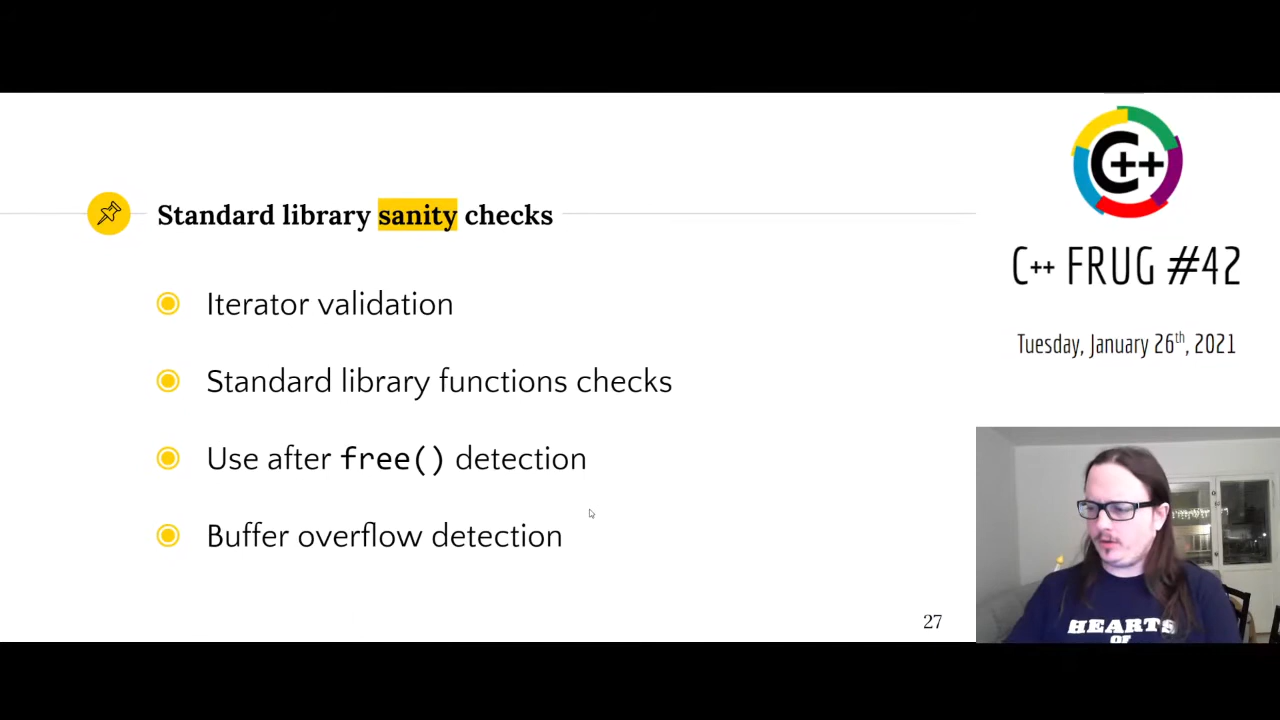 Standard library sanity checks
Iterator validation
Standard library functions checks
Use after free() detection
Buffer overflow detection
27
C++
C++ FRUG #42
Tuesday, January 26th, 2021
HEARTS
OF